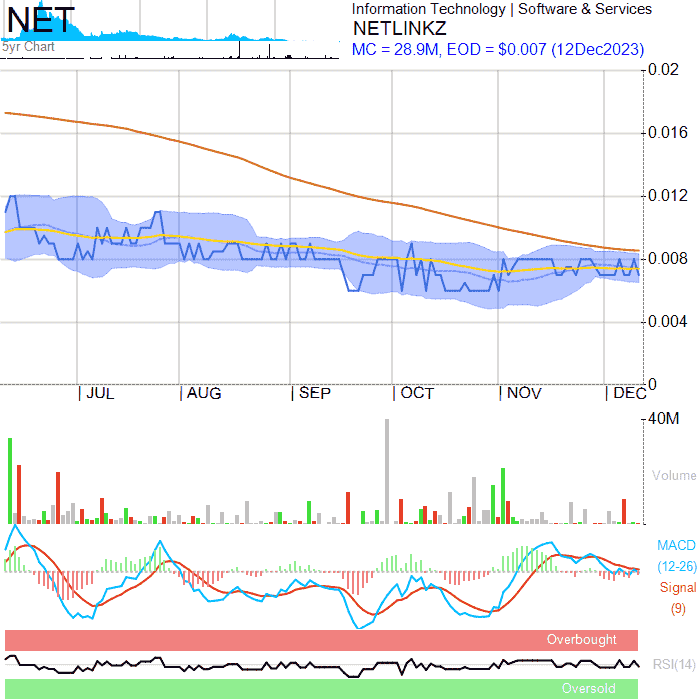 NET
5yr Chart
Information Technology | Software & Services
NETLINKZ
MC = 28.9M, EOD = $0.007 (12Dec2023)
0.02
0.016
0.012
0.008
0.004
0
| JUL | AUG | SEP | OCT | NOV | DEC
40M
Volume
MACD
(12-26)
Signal
(9)
Overbought
RSI(14)
Oversold